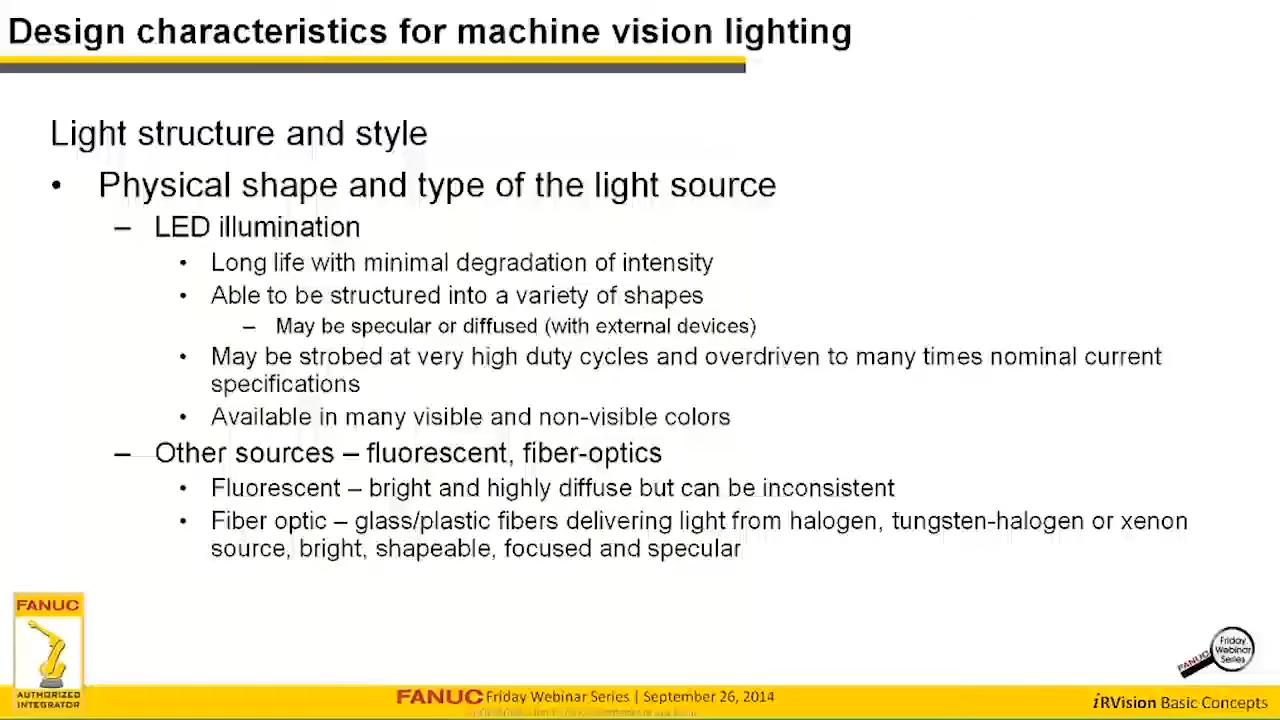 Design characteristics for machine vision lighting
Light structure and style
• Physical shape and type of the light source
– LED illumination
• Long life with minimal degradation of intensity
• Able to be structured into a variety of shapes
– May be specular or diffused (with external devices)
• May be strobed at very high duty cycles and overdriven to many times nominal current
specifications
• Available in many visible and non-visible colors
– Other sources – fluorescent, fiber-optics
• Fluorescent – bright and highly diffuse but can be inconsistent
• Fiber optic – glass/plastic fibers delivering light from halogen, tungsten-halogen or xenon
source, bright, shapeable, focused and specular
FANUC
AUTHORIZED
INTEGRATOR
Friday
Webinar
Series
FANUC
FANUC Friday Webinar Series | September 26, 2014
iRVision Basic Concepts